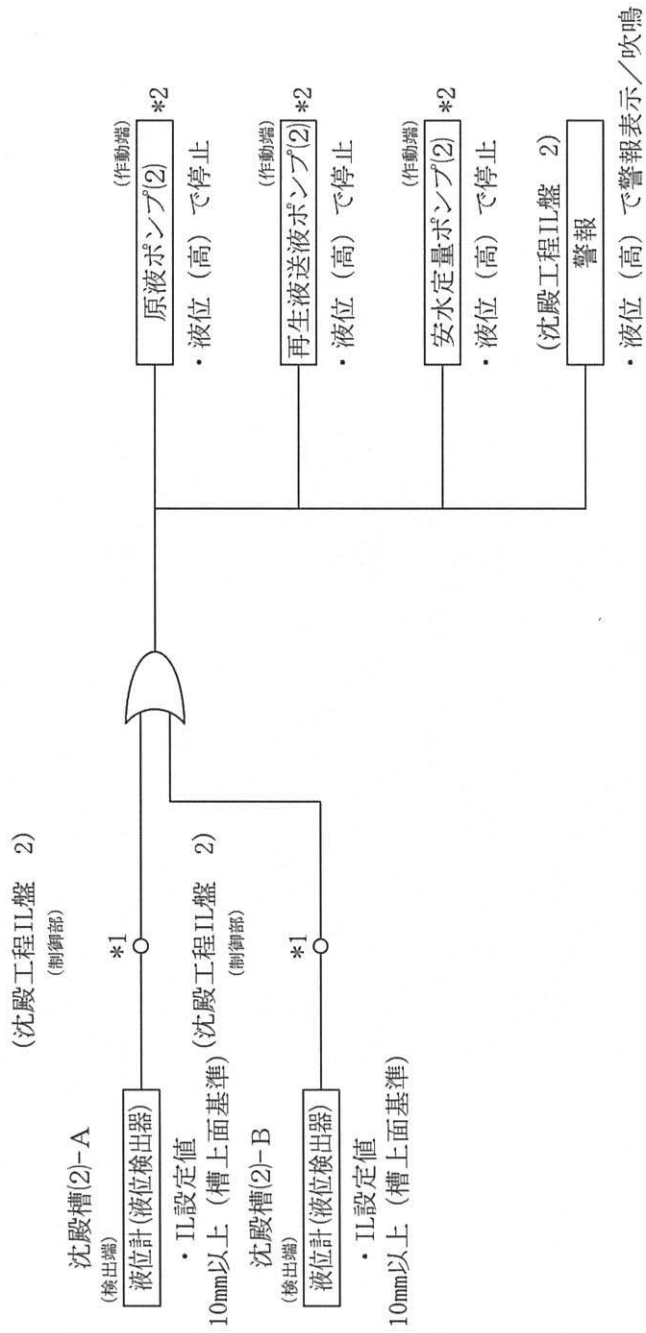 (沈殿工程IL盤 2)
(制御部)
沈殿槽(2)-A
(検出端)
液位計(液位検出器)
*1
・IL設定値
10mm以上 (槽上面基準)
(沈殿工程IL盤 2)
(制御部)
沈殿槽(2)-B
(検出端)
液位計(液位検出器)
*1
・IL設定値
10mm以上 (槽上面基準)
(作動端)
原液ポンプ(2) *2
・液位 (高) で停止
(作動端)
再生液送液ポンプ(2) *2
・液位 (高) で停止
(作動端)
安水定量ポンプ(2) *2
・液位 (高) で停止
(沈殿工程IL盤 2)
警報
・液位 (高) で警報表示/吹鳴